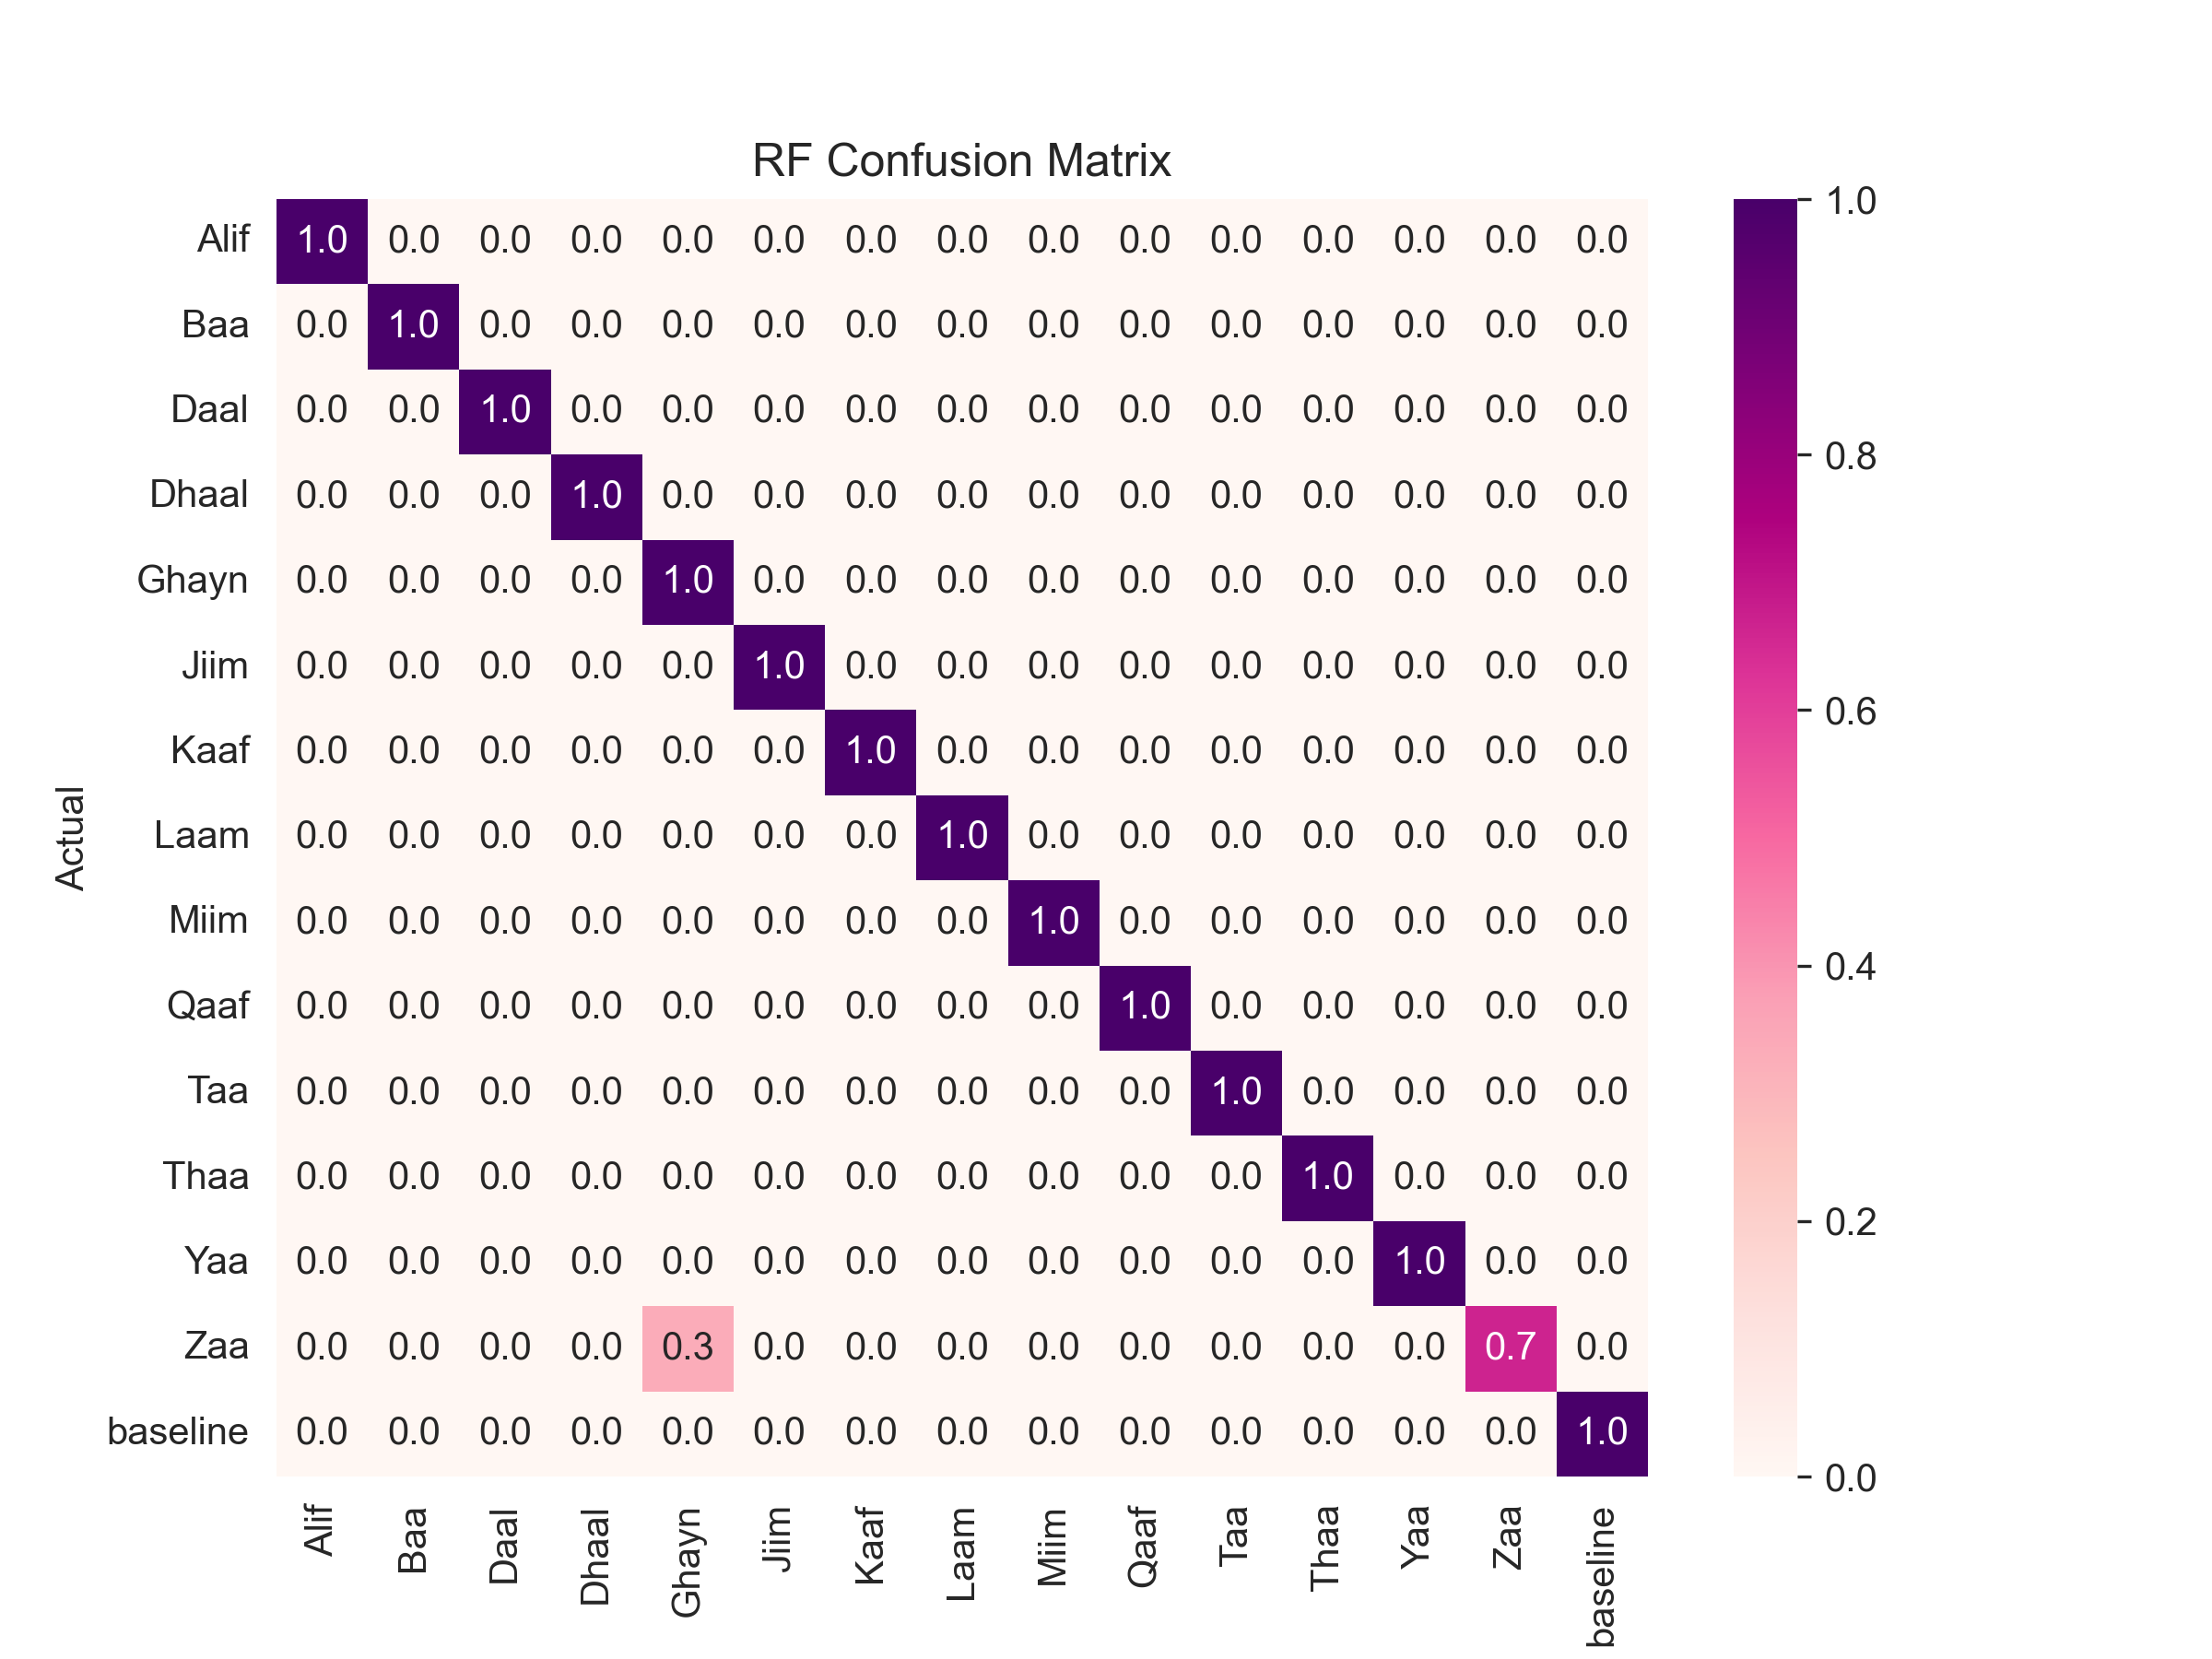 RF Confusion Matrix
Actual
Alif 1.0 0.0 0.0 0.0 0.0 0.0 0.0 0.0 0.0 0.0 0.0 0.0 0.0 0.0 0.0
Baa 0.0 1.0 0.0 0.0 0.0 0.0 0.0 0.0 0.0 0.0 0.0 0.0 0.0 0.0 0.0
Daal 0.0 0.0 1.0 0.0 0.0 0.0 0.0 0.0 0.0 0.0 0.0 0.0 0.0 0.0 0.0
Dhaal 0.0 0.0 0.0 1.0 0.0 0.0 0.0 0.0 0.0 0.0 0.0 0.0 0.0 0.0 0.0
Ghayn 0.0 0.0 0.0 0.0 1.0 0.0 0.0 0.0 0.0 0.0 0.0 0.0 0.0 0.0 0.0
Jiim 0.0 0.0 0.0 0.0 0.0 1.0 0.0 0.0 0.0 0.0 0.0 0.0 0.0 0.0 0.0
Kaaf 0.0 0.0 0.0 0.0 0.0 0.0 1.0 0.0 0.0 0.0 0.0 0.0 0.0 0.0 0.0
Laam 0.0 0.0 0.0 0.0 0.0 0.0 0.0 1.0 0.0 0.0 0.0 0.0 0.0 0.0 0.0
Miim 0.0 0.0 0.0 0.0 0.0 0.0 0.0 0.0 1.0 0.0 0.0 0.0 0.0 0.0 0.0
Qaaf 0.0 0.0 0.0 0.0 0.0 0.0 0.0 0.0 0.0 1.0 0.0 0.0 0.0 0.0 0.0
Taa 0.0 0.0 0.0 0.0 0.0 0.0 0.0 0.0 0.0 0.0 1.0 0.0 0.0 0.0 0.0
Thaa 0.0 0.0 0.0 0.0 0.0 0.0 0.0 0.0 0.0 0.0 0.0 1.0 0.0 0.0 0.0
Yaa 0.0 0.0 0.0 0.0 0.0 0.0 0.0 0.0 0.0 0.0 0.0 0.0 1.0 0.0 0.0
Zaa 0.0 0.0 0.0 0.0 0.3 0.0 0.0 0.0 0.0 0.0 0.0 0.0 0.0 0.7 0.0
baseline 0.0 0.0 0.0 0.0 0.0 0.0 0.0 0.0 0.0 0.0 0.0 0.0 0.0 0.0 1.0
Alif Baa Daal Dhaal Ghayn Jiim Kaaf Laam Miim Qaaf Taa Thaa Yaa Zaa baseline
1.0
0.8
0.6
0.4
0.2
0.0